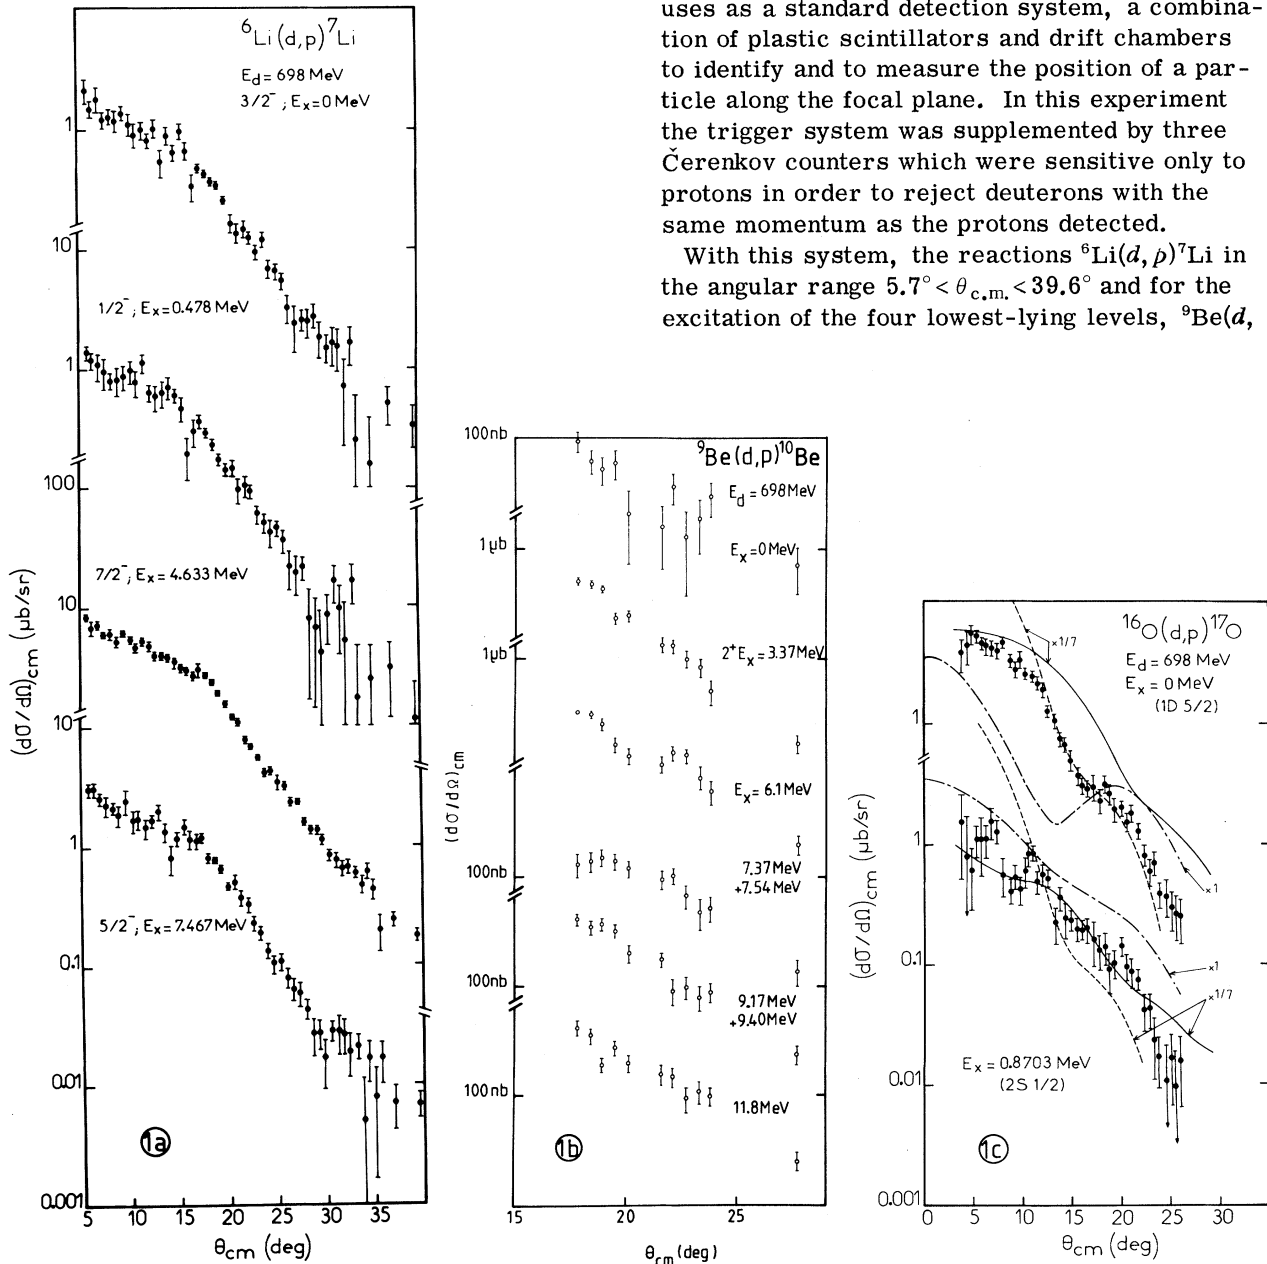 uses as a standard detection system, a combina-
tion of plastic scintillators and drift chambers
to identify and to measure the position of a par-
ticle along the focal plane. In this experiment
the trigger system was supplemented by three
Čerenkov counters which were sensitive only to
protons in order to reject deuterons with the
same momentum as the protons detected.
With this system, the reactions ⁶Li(d, p)⁷Li in
the angular range 5.7° < θc.m. < 39.6° and for the
excitation of the four lowest-lying levels, ⁹Be(d,
⁶Li(d,p)⁷Li
Ed = 698 MeV
3/2⁻ ; Ex = 0 MeV
1
10
1/2⁻; Ex = 0.478 MeV
1
100
7/2⁻; Ex = 4.633 MeV
10
10
1
5/2⁻; Ex = 7.467 MeV
0.1
0.01
0.001
(dσ/dΩ)cm (μb/sr)
1a
5 10 15 20 25 30 35
θcm (deg)
⁹Be(d,p)¹⁰Be
Ed = 698 MeV
100nb
Ex = 0 MeV
1μb
2⁺ Ex = 3.37 MeV
1μb
Ex = 6.1 MeV
7.37 MeV
+7.54 MeV
100nb
9.17 MeV
+9.40 MeV
100nb
11.8 MeV
100nb
(dσ/dΩ)cm
1b
15 20 25
θcm (deg)
¹⁶O(d,p)¹⁷O
Ed = 698 MeV
Ex = 0 MeV
(1D 5/2)
x1/7
x1
x1
x1/7
Ex = 0.8703 MeV
(2S 1/2)
1
1
0.1
0.01
0.001
(dσ/dΩ)cm (μb/sr)
1c
0 5 10 15 20 25 30
θcm (deg)